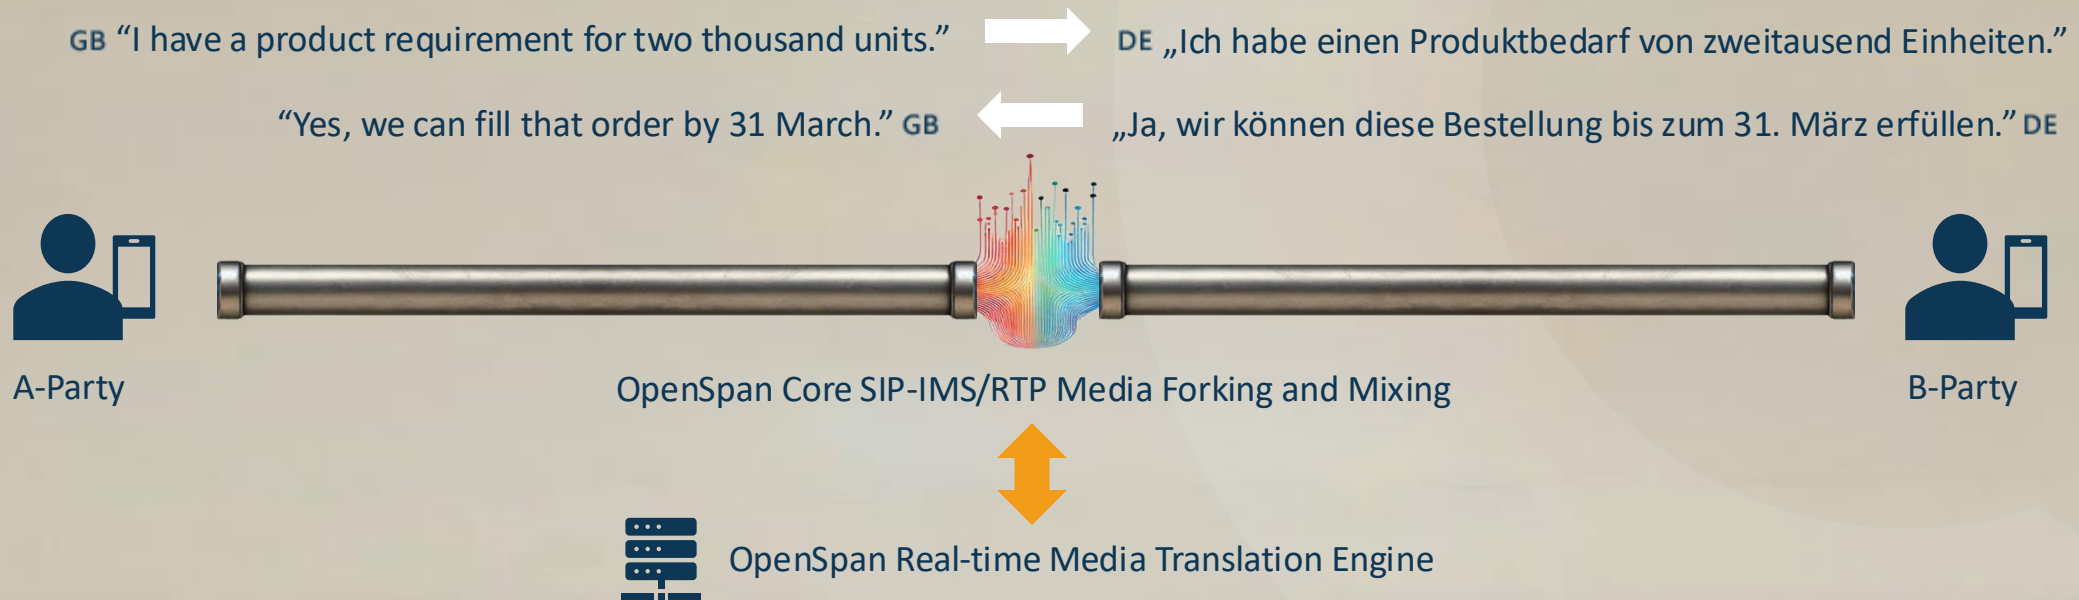 GB “I have a product requirement for two thousand units.” DE „Ich habe einen Produktbedarf von zweitausend Einheiten.”
“Yes, we can fill that order by 31 March.” GB „Ja, wir können diese Bestellung bis zum 31. März erfüllen.” DE
A-Party OpenSpan Core SIP-IMS/RTP Media Forking and Mixing B-Party
OpenSpan Real-time Media Translation Engine